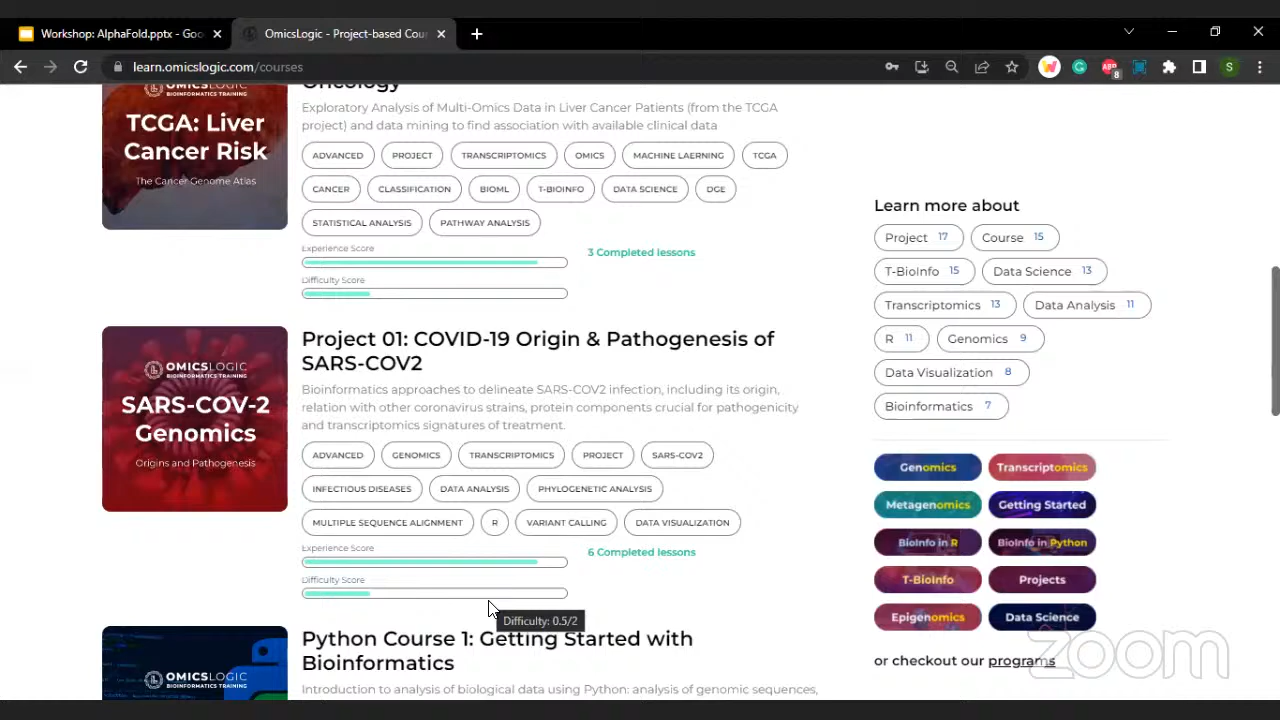 Workshop: AlphaFold.pptx - Goo
OmicsLogic - Project-based Cour
learn.omicslogic.com/courses
8
S
OMICSLOGIC
BIOINFORMATICS TRAINING
TCGA: Liver
Cancer Risk
The Cancer Genome Atlas
Oncology
Exploratory Analysis of Multi-Omics Data in Liver Cancer Patients (from the TCGA
project) and data mining to find association with available clinical data
ADVANCED PROJECT TRANSCRIPTOMICS OMICS MACHINE LAERNING TCGA
CANCER CLASSIFICATION BIOML T-BIOINFO DATA SCIENCE DGE
STATISTICAL ANALYSIS PATHWAY ANALYSIS
Experience Score
3 Completed lessons
Difficulty Score
OMICSLOGIC
BIOINFORMATICS TRAINING
SARS-COV-2
Genomics
Origins and Pathogenesis
Project 01: COVID-19 Origin & Pathogenesis of
SARS-COV2
Bioinformatics approaches to delineate SARS-COV2 infection, including its origin,
relation with other coronavirus strains, protein components crucial for pathogenicity
and transcriptomics signatures of treatment.
ADVANCED GENOMICS TRANSCRIPTOMICS PROJECT SARS-COV2
INFECTIOUS DISEASES DATA ANALYSIS PHYLOGENETIC ANALYSIS
MULTIPLE SEQUENCE ALIGNMENT R VARIANT CALLING DATA VISUALIZATION
Experience Score
6 Completed lessons
Difficulty Score
Difficulty: 0.5/2
OMICSLOGIC
BIOINFORMATICS TRAINING
Python Course 1: Getting Started with
Bioinformatics
Introduction to analysis of biological data using Python: analysis of genomic sequences,
Learn more about
Project 17 Course 15
T-BioInfo 15 Data Science 13
Transcriptomics 13 Data Analysis 11
R 11 Genomics 9
Data Visualization 8
Bioinformatics 7
Genomics Transcriptomics
Metagenomics Getting Started
BioInfo in R BioInfo in Python
T-BioInfo Projects
Epigenomics Data Science
or checkout our programs
zoom